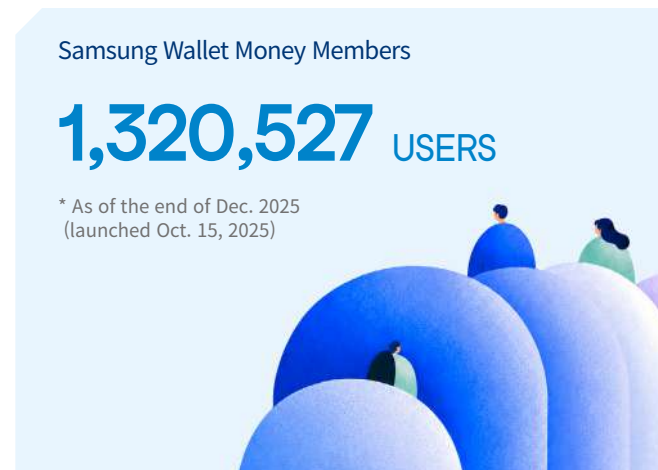 Samsung Wallet Money Members
1,320,527 USERS
* As of the end of Dec. 2025
(launched Oct. 15, 2025)